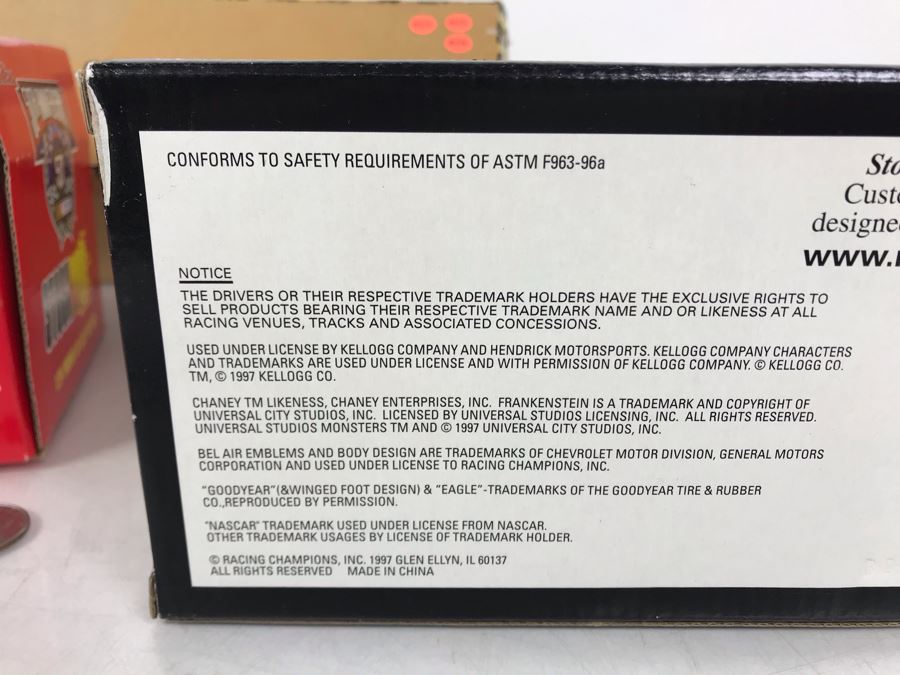 CONFORMS TO SAFETY REQUIREMENTS OF ASTM F963-96a
Sto
Custo
designe
www.
NOTICE
THE DRIVERS OR THEIR RESPECTIVE TRADEMARK HOLDERS HAVE THE EXCLUSIVE RIGHTS TO
SELL PRODUCTS BEARING THEIR RESPECTIVE TRADEMARK NAME AND OR LIKENESS AT ALL
RACING VENUES, TRACKS AND ASSOCIATED CONCESSIONS.
USED UNDER LICENSE BY KELLOGG COMPANY AND HENDRICK MOTORSPORTS. KELLOGG COMPANY CHARACTERS
AND TRADEMARKS ARE USED UNDER LICENSE AND WITH PERMISSION OF KELLOGG COMPANY. © KELLOGG CO.
TM, © 1997 KELLOGG CO.
CHANEY TM LIKENESS, CHANEY ENTERPRISES, INC. FRANKENSTEIN IS A TRADEMARK AND COPYRIGHT OF
UNIVERSAL CITY STUDIOS, INC. LICENSED BY UNIVERSAL STUDIOS LICENSING, INC. ALL RIGHTS RESERVED.
UNIVERSAL STUDIOS MONSTERS TM AND © 1997 UNIVERSAL CITY STUDIOS, INC.
BEL AIR EMBLEMS AND BODY DESIGN ARE TRADEMARKS OF CHEVROLET MOTOR DIVISION, GENERAL MOTORS
CORPORATION AND USED UNDER LICENSE TO RACING CHAMPIONS, INC.
"GOODYEAR"(&WINGED FOOT DESIGN) & "EAGLE"-TRADEMARKS OF THE GOODYEAR TIRE & RUBBER
CO.,REPRODUCED BY PERMISSION.
"NASCAR" TRADEMARK USED UNDER LICENSE FROM NASCAR.
OTHER TRADEMARK USAGES BY LICENSE OF TRADEMARK HOLDER.
© RACING CHAMPIONS, INC. 1997 GLEN ELLYN, IL 60137
ALL RIGHTS RESERVED MADE IN CHINA